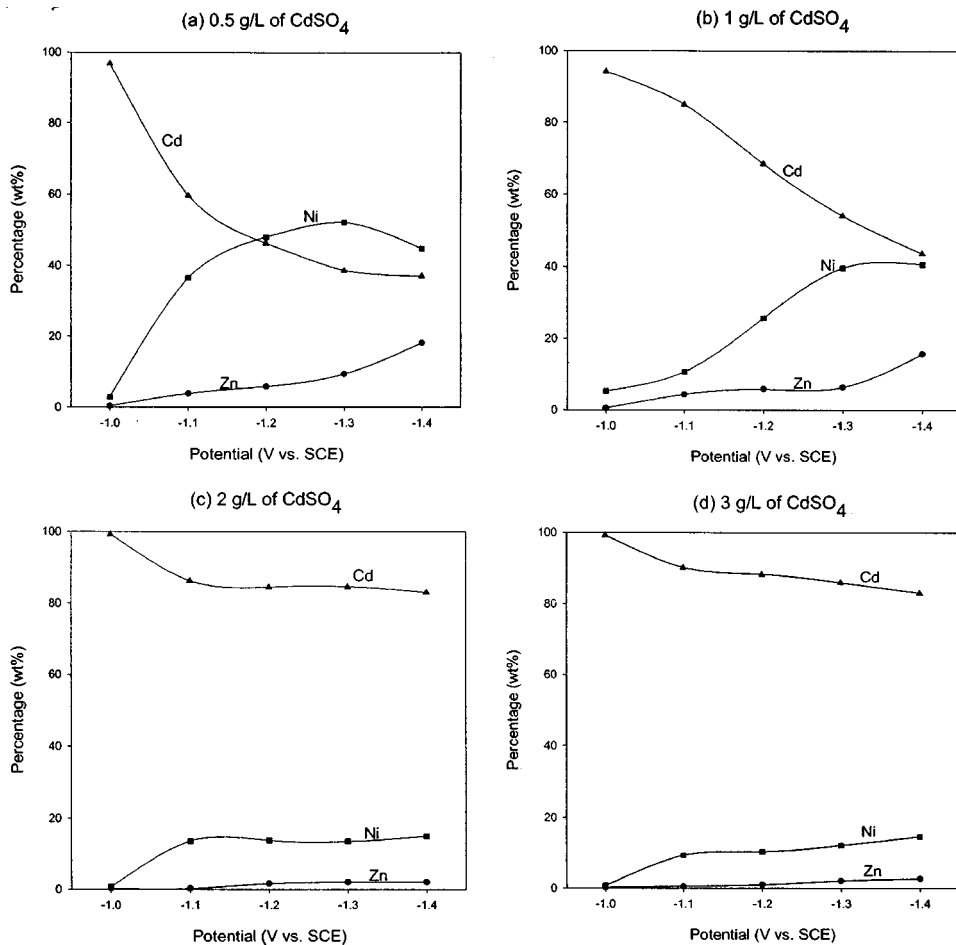 (a) 0.5 g/L of CdSO4
100
80
60
40
20
0
Percentage (wt%)
Cd
Ni
Zn
-1.0 -1.1 -1.2 -1.3 -1.4
Potential (V vs. SCE)
(b) 1 g/L of CdSO4
100
80
60
40
20
0
Percentage (wt%)
Cd
Ni
Zn
-1.0 -1.1 -1.2 -1.3 -1.4
Potential (V vs. SCE)
(c) 2 g/L of CdSO4
100
80
60
40
20
0
Percentage (wt%)
Cd
Ni
Zn
-1.0 -1.1 -1.2 -1.3 -1.4
Potential (V vs. SCE)
(d) 3 g/L of CdSO4
100
80
60
40
20
0
Percentage (wt%)
Cd
Ni
Zn
-1.0 -1.1 -1.2 -1.3 -1.4
Potential (V vs. SCE)